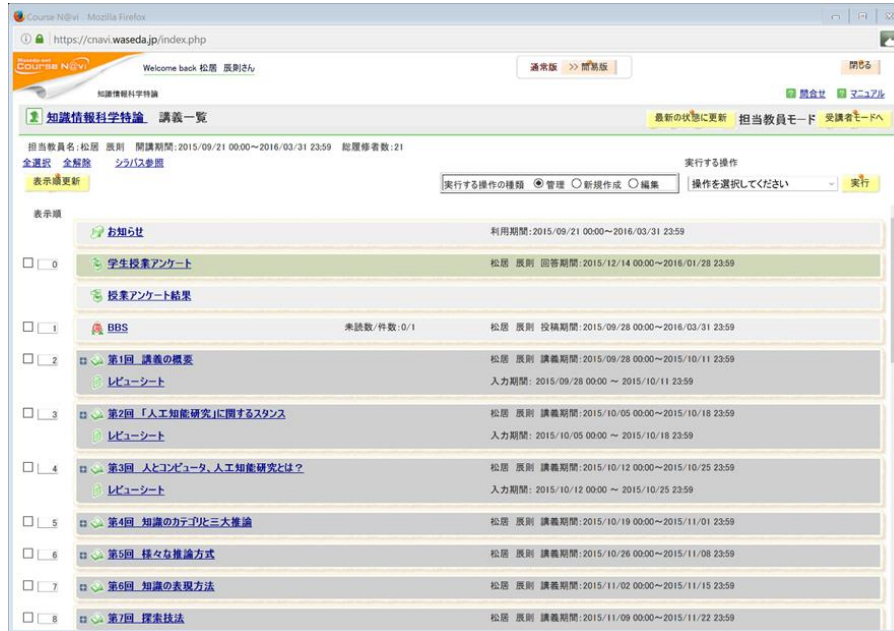 Course N@vi - Mozilla Firefox
https://cnavi.waseda.jp/index.php
Waseda-net
Course N@vi
Welcome back 松居 辰則さん
通常版 >> 簡易版
閉じる
知識情報科学特論
問合せ マニュアル
知識情報科学特論 講義一覧
最新の状態に更新 担当教員モード 受講者モードへ
担当教員名:松居 辰則 開講期間:2015/09/21 00:00～2016/03/31 23:59 総履修者数:21
全選択 全解除 シラバス参照
実行する操作
表示順更新
実行する操作の種類 管理 新規作成 編集
操作を選択してください
実行
表示順
お知らせ 利用期間:2015/09/21 00:00～2016/03/31 23:59
0 学生授業アンケート 松居 辰則 回答期間:2015/12/14 00:00～2016/01/28 23:59
授業アンケート結果
1 BBS 未読数/件数:0/1 松居 辰則 投稿期間:2015/09/28 00:00～2016/03/31 23:59
2 第1回 講義の概要 松居 辰則 講義期間:2015/09/28 00:00～2015/10/11 23:59
レビューシート 入力期間: 2015/09/28 00:00 ～ 2015/10/11 23:59
3 第2回 「人工知能研究」に関するスタンス 松居 辰則 講義期間:2015/10/05 00:00～2015/10/18 23:59
レビューシート 入力期間: 2015/10/05 00:00 ～ 2015/10/18 23:59
4 第3回 人とコンピュータ、人工知能研究とは？ 松居 辰則 講義期間:2015/10/12 00:00～2015/10/25 23:59
レビューシート 入力期間: 2015/10/12 00:00 ～ 2015/10/25 23:59
5 第4回 知識のカテゴリと三大推論 松居 辰則 講義期間:2015/10/19 00:00～2015/11/01 23:59
6 第5回 様々な推論方式 松居 辰則 講義期間:2015/10/26 00:00～2015/11/08 23:59
7 第6回 知識の表現方法 松居 辰則 講義期間:2015/11/02 00:00～2015/11/15 23:59
8 第7回 探索技法 松居 辰則 講義期間:2015/11/09 00:00～2015/11/22 23:59